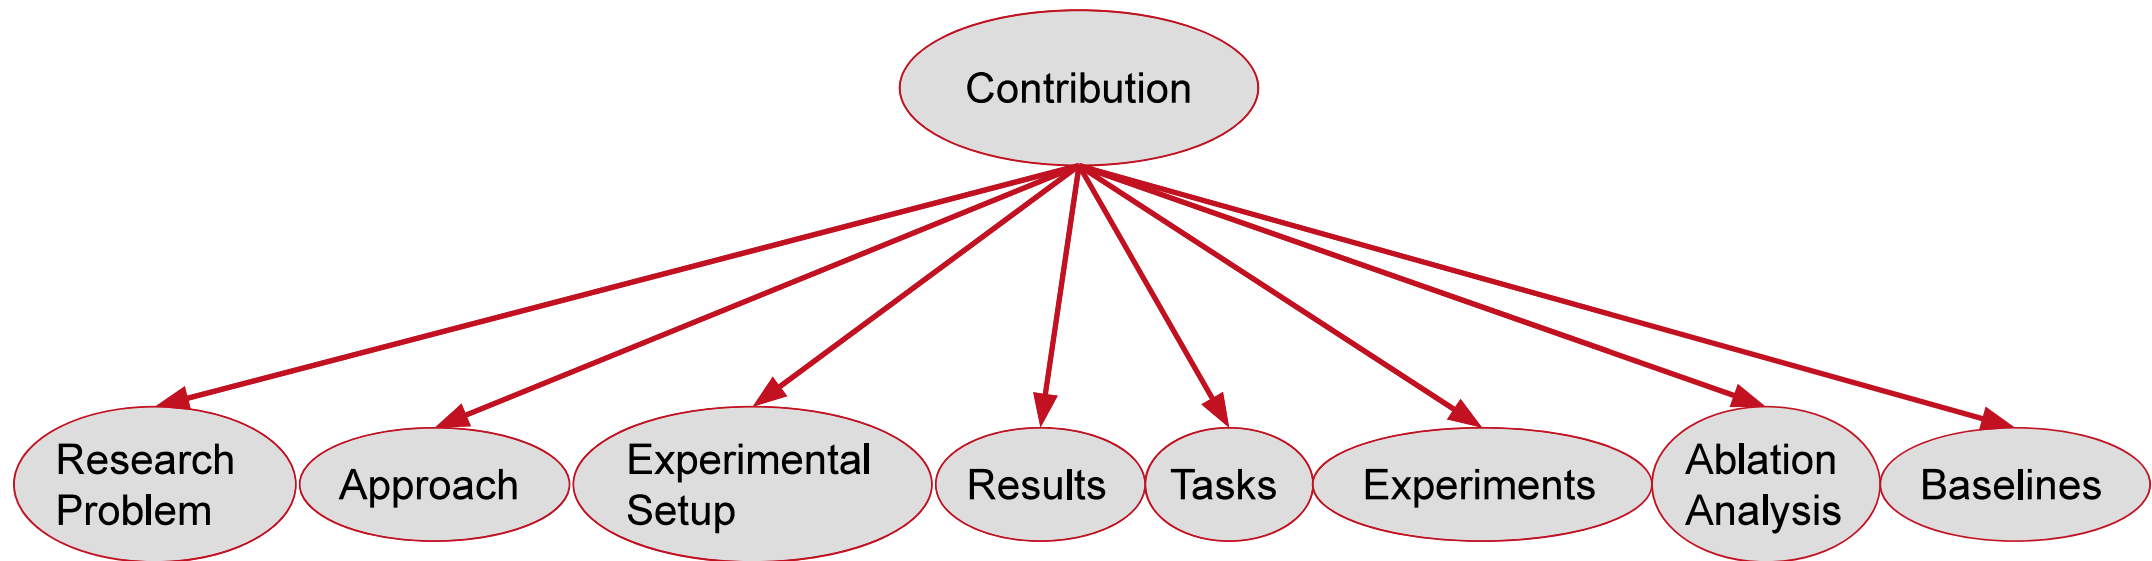 Contribution
Research
Problem
Approach
Experimental
Setup
Results
Tasks
Experiments
Ablation
Analysis
Baselines